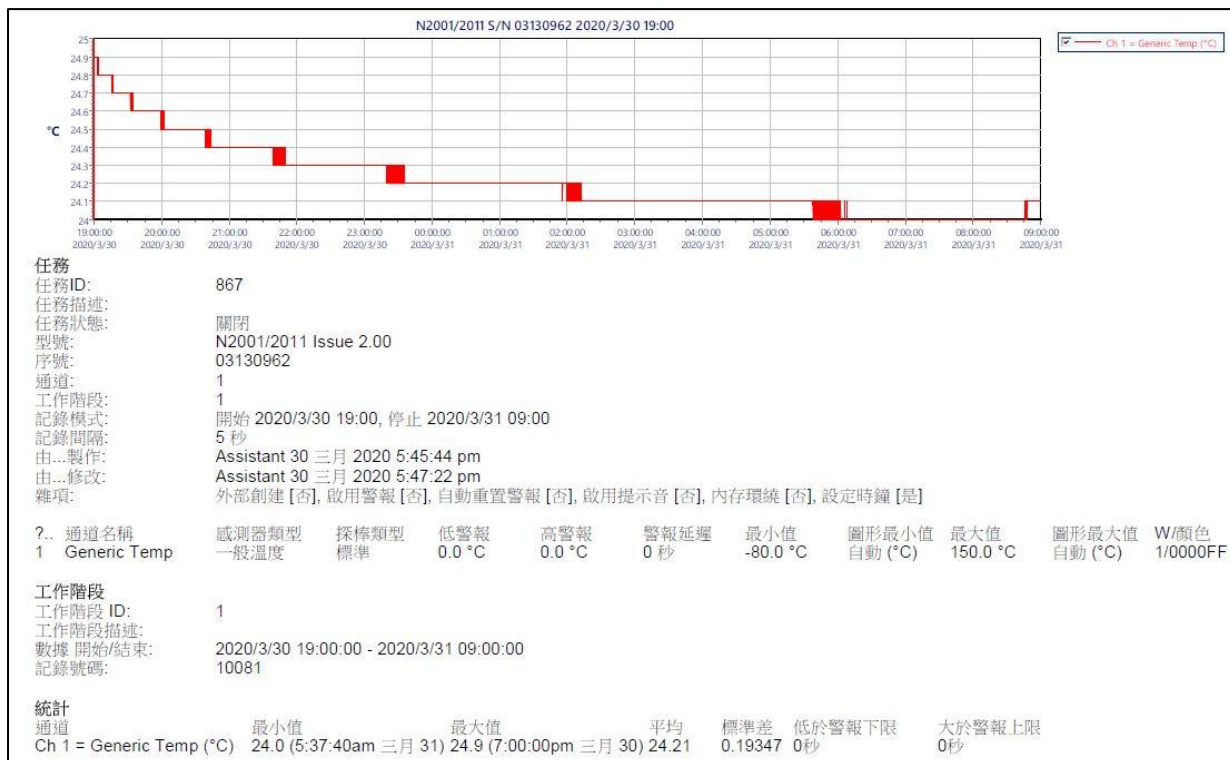 N2001/2011 S/N 03130962 2020/3/30 19:00
Ch 1 = Generic Temp (°C)
°C
25
24.9
24.8
24.7
24.6
24.5
24.4
24.3
24.2
24.1
24
19:00:00 20:00:00 21:00:00 22:00:00 23:00:00 00:00:00 01:00:00 02:00:00 03:00:00 04:00:00 05:00:00 06:00:00 07:00:00 08:00:00 09:00:00
2020/3/30 2020/3/30 2020/3/30 2020/3/30 2020/3/30 2020/3/31 2020/3/31 2020/3/31 2020/3/31 2020/3/31 2020/3/31 2020/3/31 2020/3/31 2020/3/31 2020/3/31
任務
任務ID: 867
任務描述:
任務狀態: 關閉
型號: N2001/2011 Issue 2.00
序號: 03130962
通道: 1
工作階段: 1
記錄模式: 開始 2020/3/30 19:00, 停止 2020/3/31 09:00
記錄間隔: 5 秒
由...製作: Assistant 30 三月 2020 5:45:44 pm
由...修改: Assistant 30 三月 2020 5:47:22 pm
雜項: 外部創建 [否], 啟用警報 [否], 自動重置警報 [否], 啟用提示音 [否], 內存環繞 [否], 設定時鐘 [是]
?.. 通道名稱 感測器類型 探棒類型 低警報 高警報 警報延遲 最小值 圖形最小值 最大值 圖形最大值 W/顏色
1 Generic Temp 一般溫度 標準 0.0 °C 0.0 °C 0 秒 -80.0 °C 自動 (°C) 150.0 °C 自動 (°C) 1/0000FF
工作階段
工作階段 ID: 1
工作階段描述:
數據 開始/結束: 2020/3/30 19:00:00 - 2020/3/31 09:00:00
記錄號碼: 10081
統計
通道 最小值 最大值 平均 標準差 低於警報下限 大於警報上限
Ch 1 = Generic Temp (°C) 24.0 (5:37:40am 三月 31) 24.9 (7:00:00pm 三月 30) 24.21 0.19347 0秒 0秒